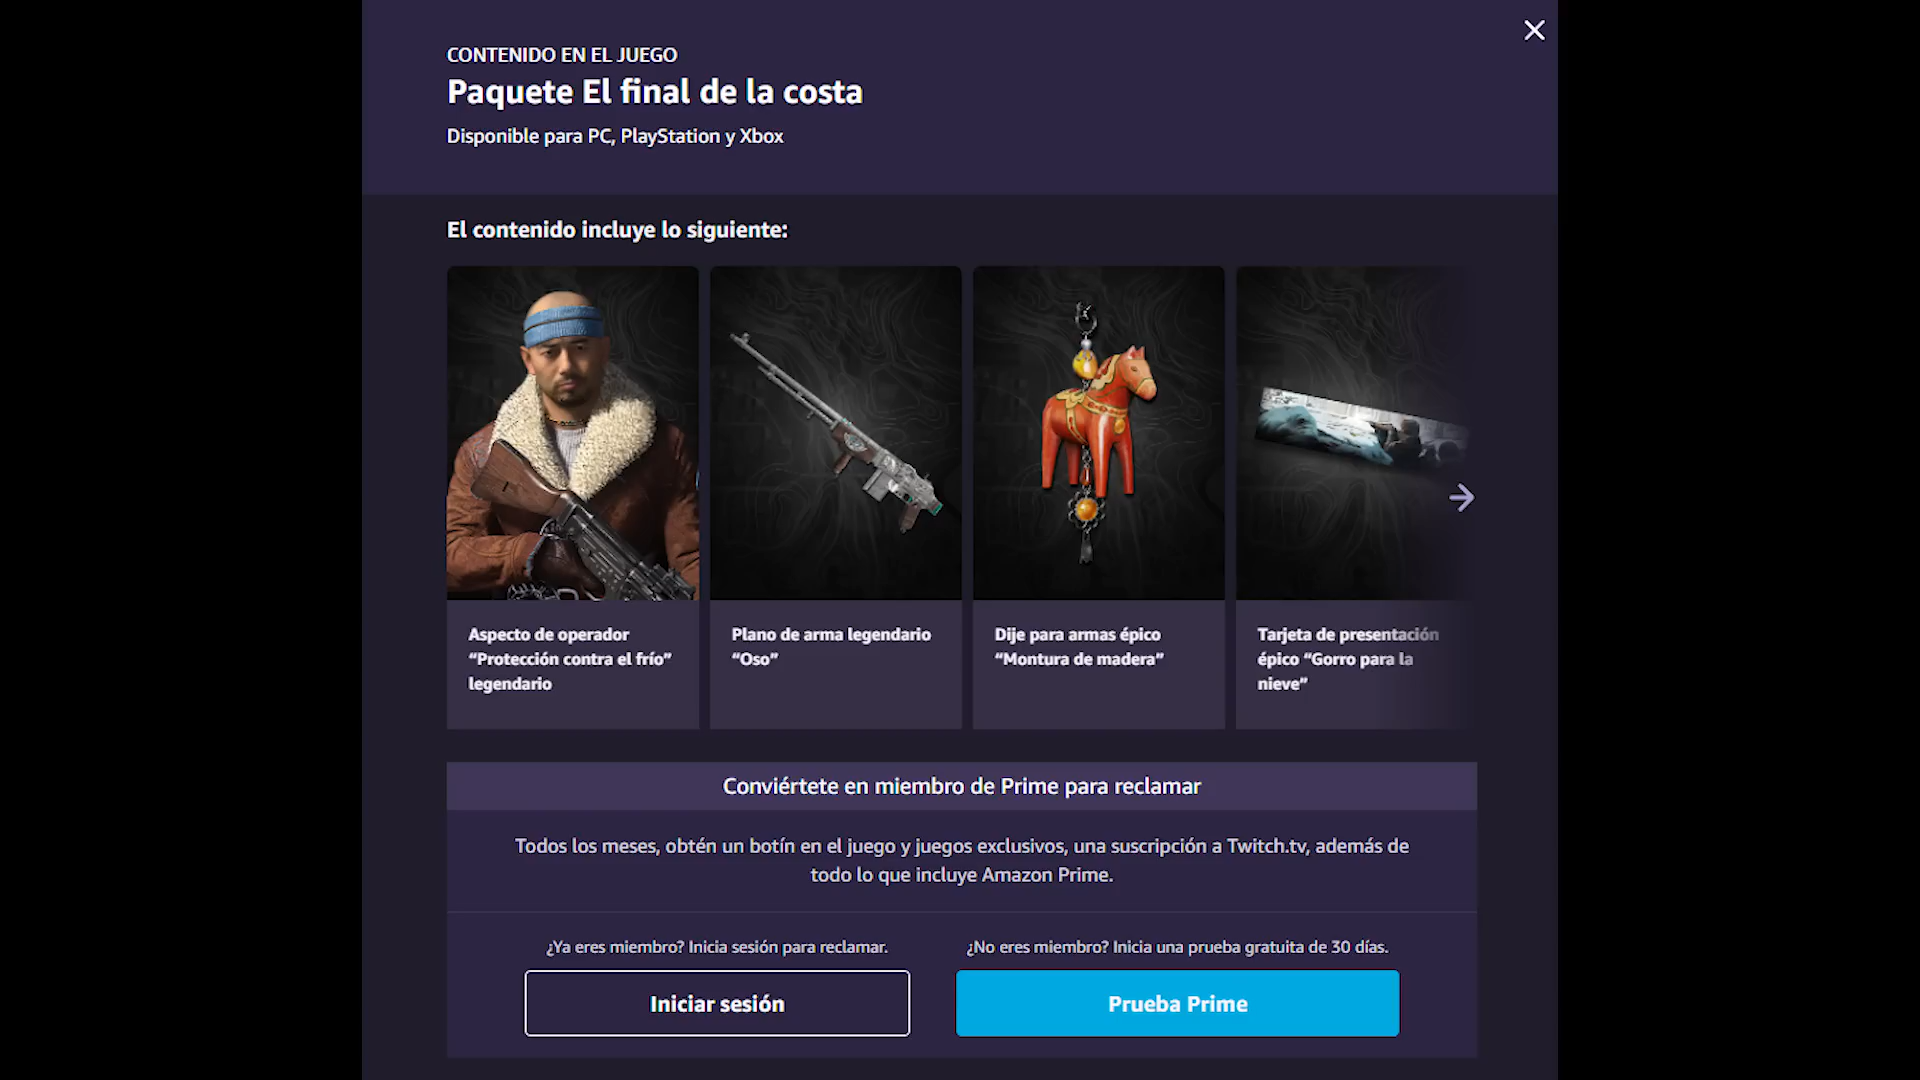 CONTENIDO EN EL JUEGO
Paquete El final de la costa
Disponible para PC, PlayStation y Xbox
El contenido incluye lo siguiente:
Aspecto de operador
“Protección contra el frío”
legendario
Plano de arma legendario
“Oso”
Dije para armas épico
“Montura de madera”
Tarjeta de presentación
épico “Gorro para la
nieve”
Conviértete en miembro de Prime para reclamar
Todos los meses, obtén un botín en el juego y juegos exclusivos, una suscripción a Twitch.tv, además de
todo lo que incluye Amazon Prime.
¿Ya eres miembro? Inicia sesión para reclamar.
Iniciar sesión
¿No eres miembro? Inicia una prueba gratuita de 30 días.
Prueba Prime